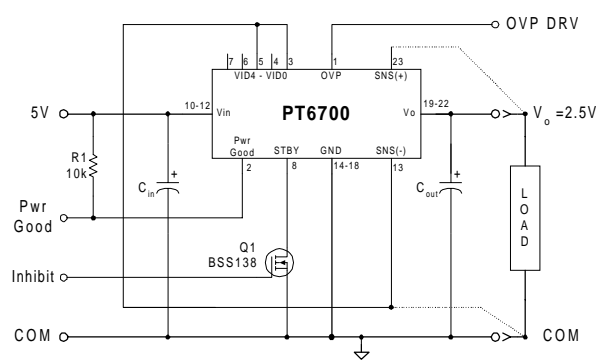 OVP DRV
7 6 5 4 3 1 23
VID4 - VID0 OVP SNS(+)
5V 10-12 Vin PT6700 Vo 19-22 Vo =2.5V
R1
10k
Pwr
Good STBY GND SNS(-)
2 8 14-18 13
Cin + Cout +
LOAD
Pwr
Good
Q1
BSS138
Inhibit
COM COM